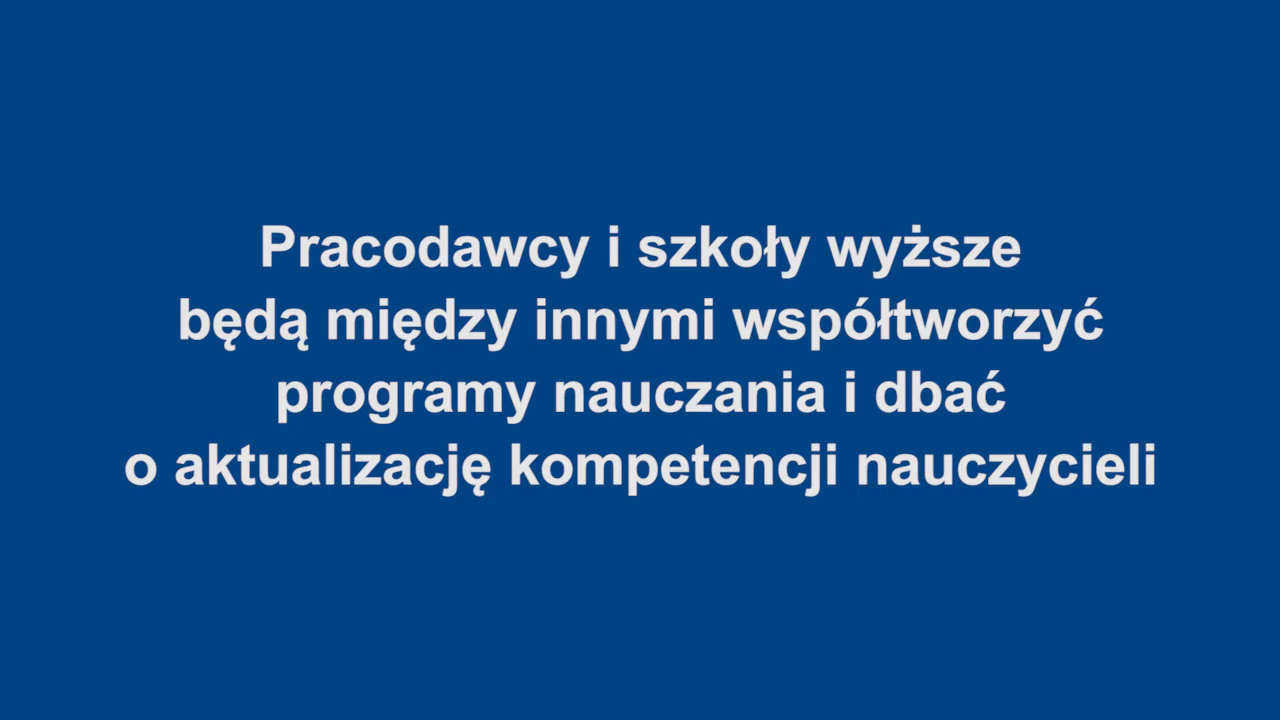 Pracodawcy i szkoły wyższe
będą między innymi współtworzyć
programy nauczania i dbać
o aktualizację kompetencji nauczycieli